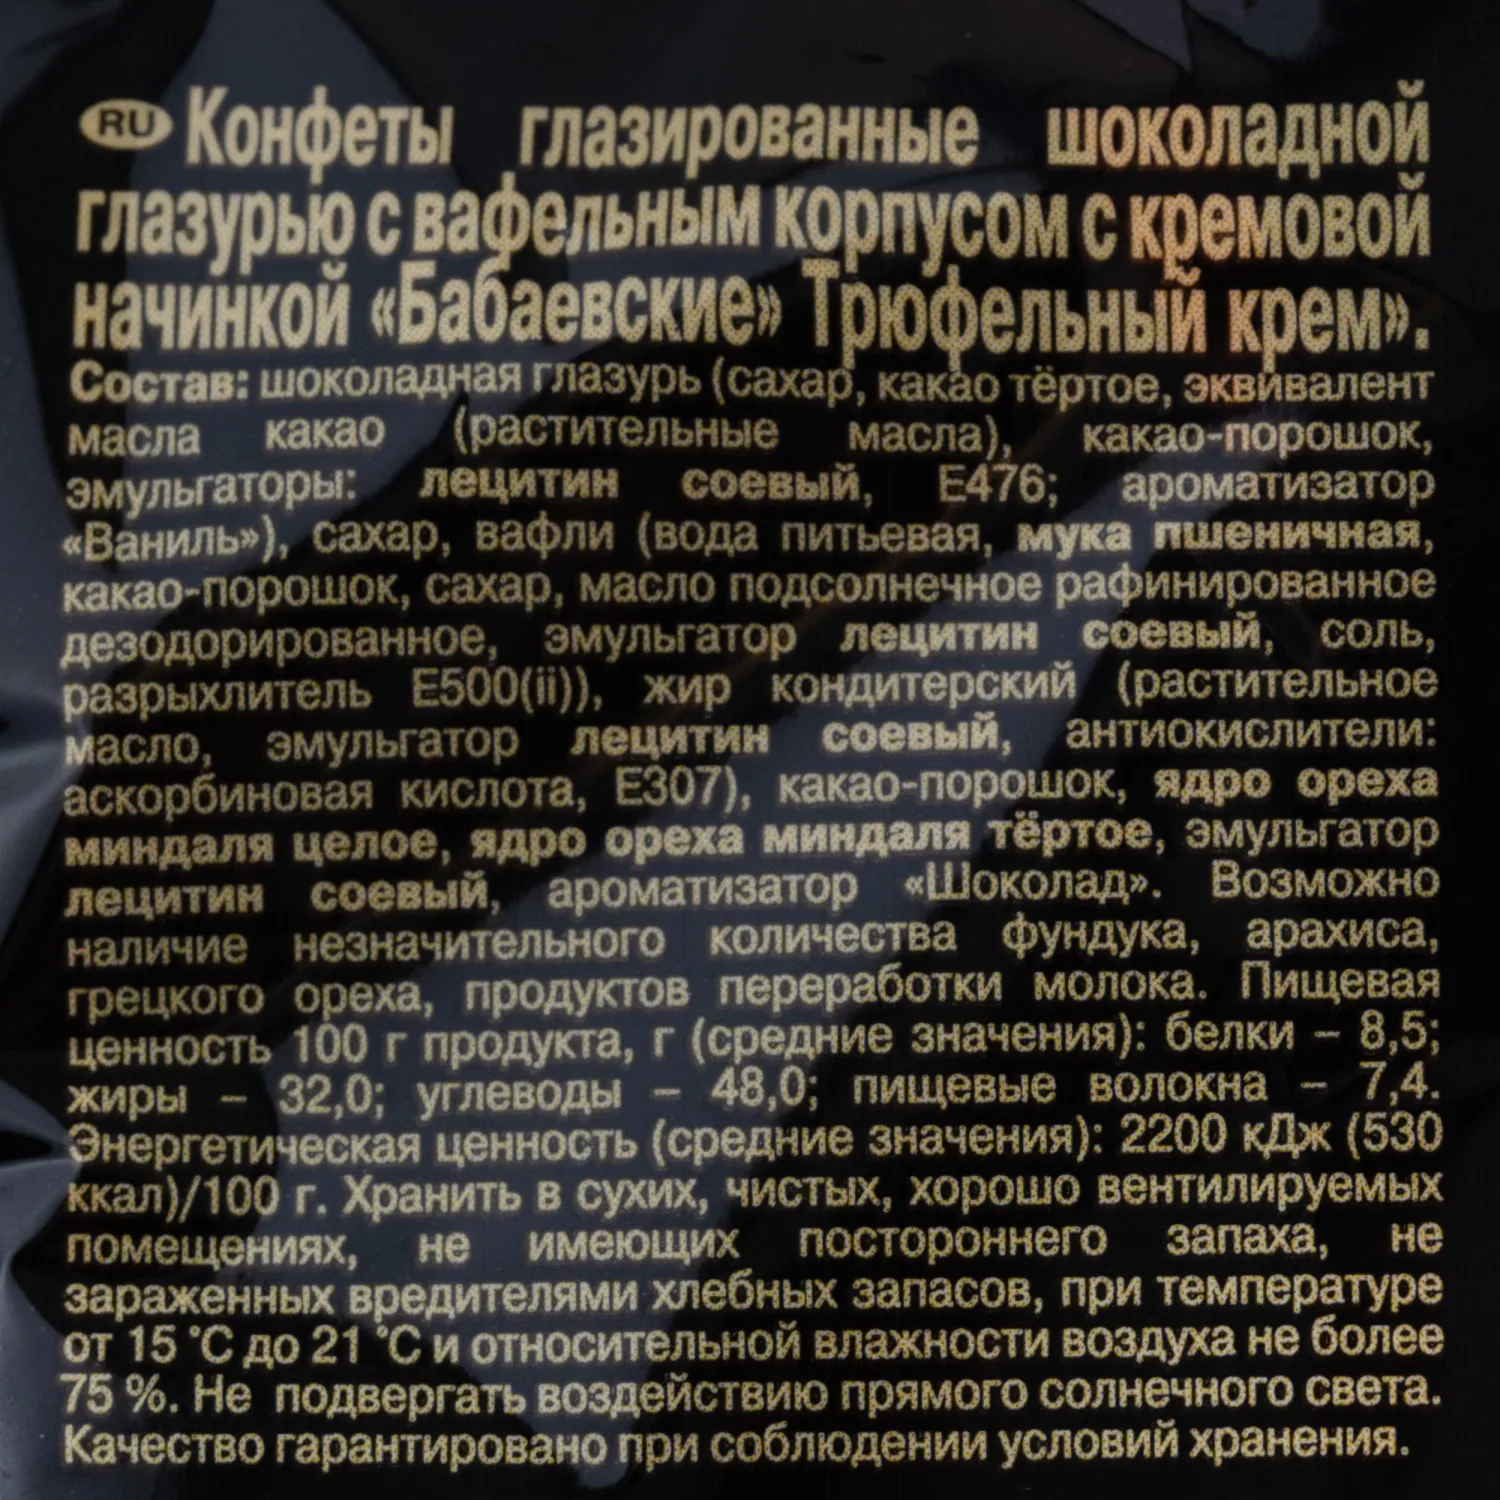 RU Конфеты глазированные шоколадной
глазурью с вафельным корпусом с кремовой
начинкой «Бабаевские» Трюфельный крем».
Состав: шоколадная глазурь (сахар, какао тёртое, эквивалент
масла какао (растительные масла), какао-порошок,
эмульгаторы: лецитин соевый, Е476; ароматизатор
«Ваниль»), сахар, вафли (вода питьевая, мука пшеничная,
какао-порошок, сахар, масло подсолнечное рафинированное
дезодорированное, эмульгатор лецитин соевый, соль,
разрыхлитель Е500(ii)), жир кондитерский (растительное
масло, эмульгатор лецитин соевый, антиокислители:
аскорбиновая кислота, Е307), какао-порошок, ядро ореха
миндаля целое, ядро ореха миндаля тёртое, эмульгатор
лецитин соевый, ароматизатор «Шоколад». Возможно
наличие незначительного количества фундука, арахиса,
грецкого ореха, продуктов переработки молока. Пищевая
ценность 100 г продукта, г (средние значения): белки – 8,5;
жиры – 32,0; углеводы – 48,0; пищевые волокна – 7,4.
Энергетическая ценность (средние значения): 2200 кДж (530
ккал)/100 г. Хранить в сухих, чистых, хорошо вентилируемых
помещениях, не имеющих постороннего запаха, не
зараженных вредителями хлебных запасов, при температуре
от 15 °С до 21 °С и относительной влажности воздуха не более
75 %. Не подвергать воздействию прямого солнечного света.
Качество гарантировано при соблюдении условий хранения.